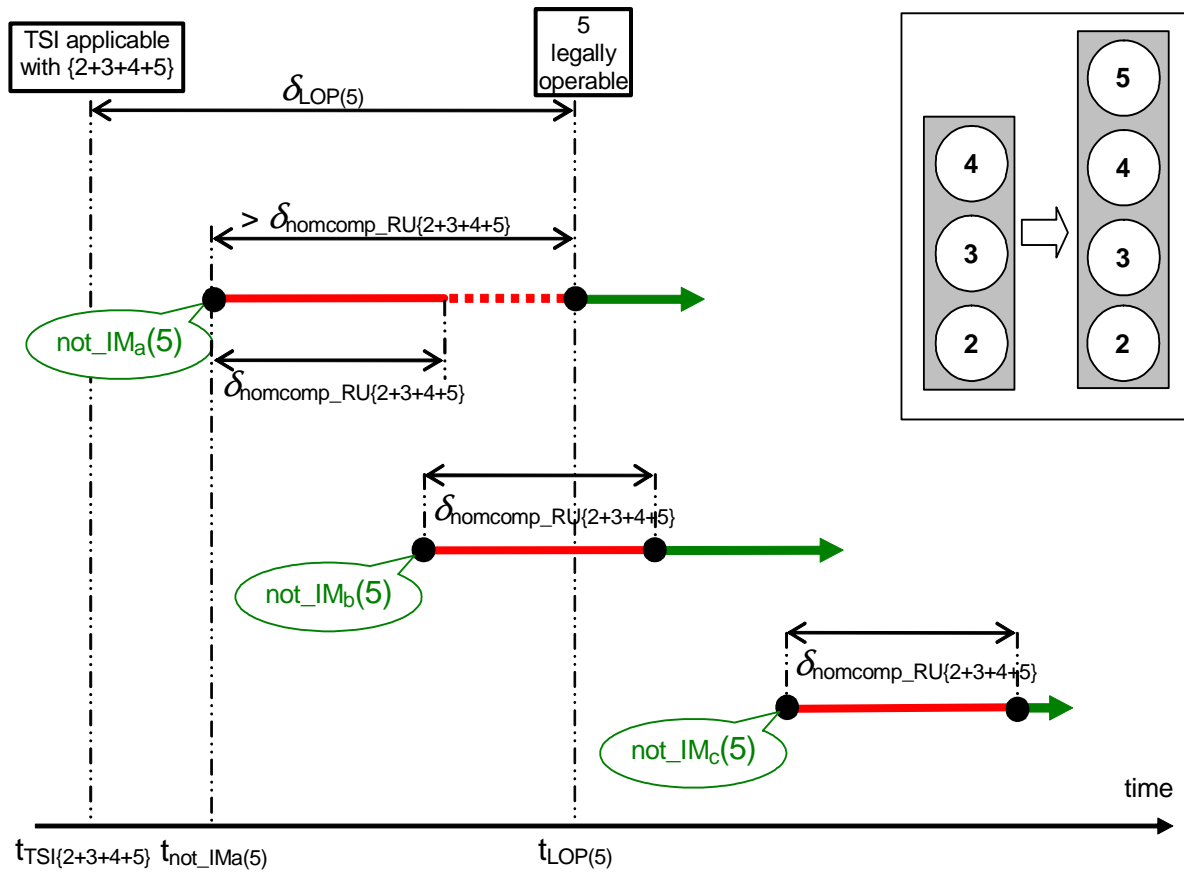 TSI applicable
with {2+3+4+5}
5
legally
operable
δLOP(5)
> δnomcomp_RU{2+3+4+5}
not_IMa(5)
δnomcomp_RU{2+3+4+5}
δnomcomp_RU{2+3+4+5}
not_IMb(5)
δnomcomp_RU{2+3+4+5}
not_IMc(5)
time
tTSI{2+3+4+5}
tnot_IMa(5)
tLOP(5)
4
3
2
5
4
3
2